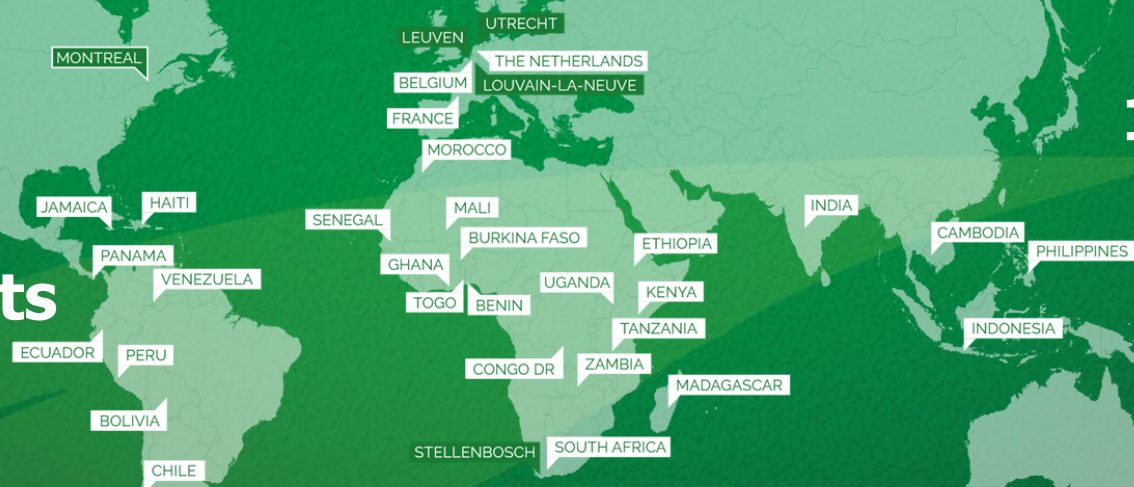 UTRECHT
LEUVEN
MONTREAL
THE NETHERLANDS
BELGIUM
LOUVAIN-LA-NEUVE
FRANCE
MOROCCO
JAMAICA
HAITI
SENEGAL
MALI
INDIA
BURKINA FASO
CAMBODIA
ETHIOPIA
PHILIPPINES
PANAMA
GHANA
VENEZUELA
UGANDA
KENYA
ts
TOGO
BENIN
TANZANIA
INDONESIA
ECUADOR
PERU
CONGO DR
ZAMBIA
MADAGASCAR
BOLIVIA
STELLENBOSCH
SOUTH AFRICA
CHILE